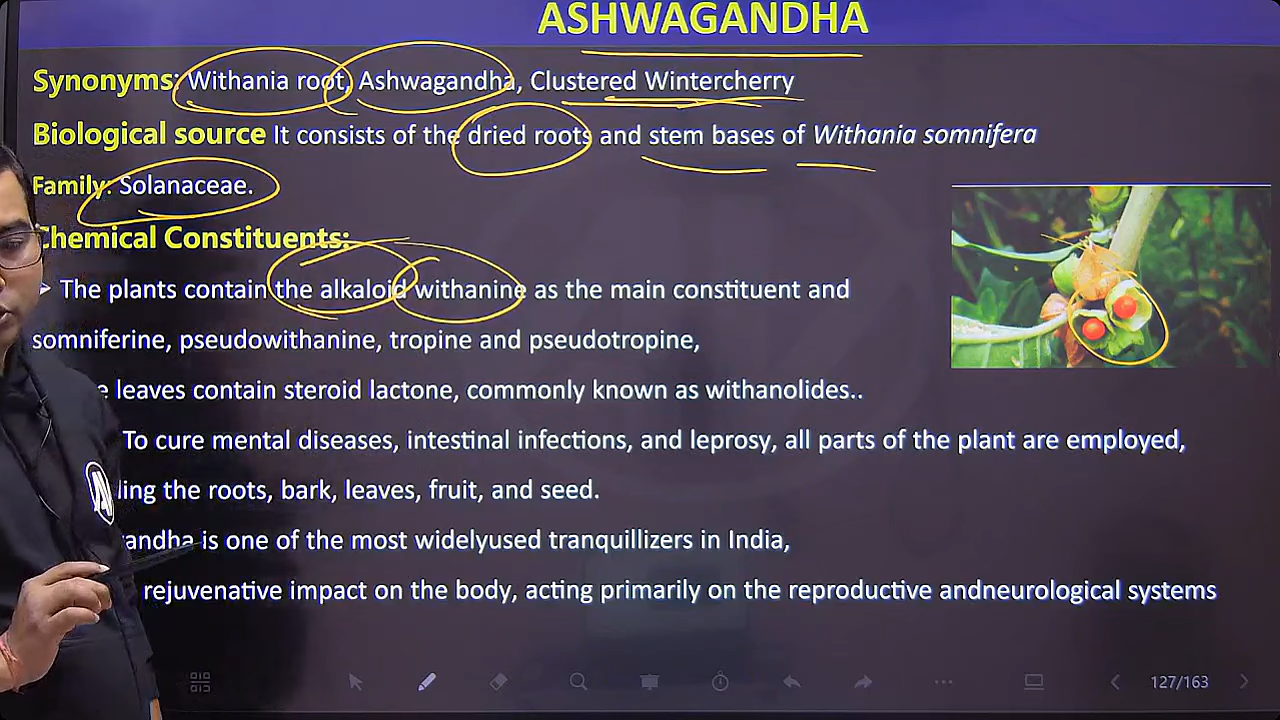 ASHWAGANDHA
Synonyms: Withania root, Ashwagandha, Clustered Wintercherry
Biological source It consists of the dried roots and stem bases of Withania somnifera
Family: Solanaceae.
Chemical Constituents:
➤ The plants contain the alkaloid withanine as the main constituent and
somniferine, pseudowithanine, tropine and pseudotropine,
leaves contain steroid lactone, commonly known as withanolides..
To cure mental diseases, intestinal infections, and leprosy, all parts of the plant are employed,
the roots, bark, leaves, fruit, and seed.
is one of the most widelyused tranquillizers in India,
rejuvenative impact on the body, acting primarily on the reproductive andneurological systems
127/163